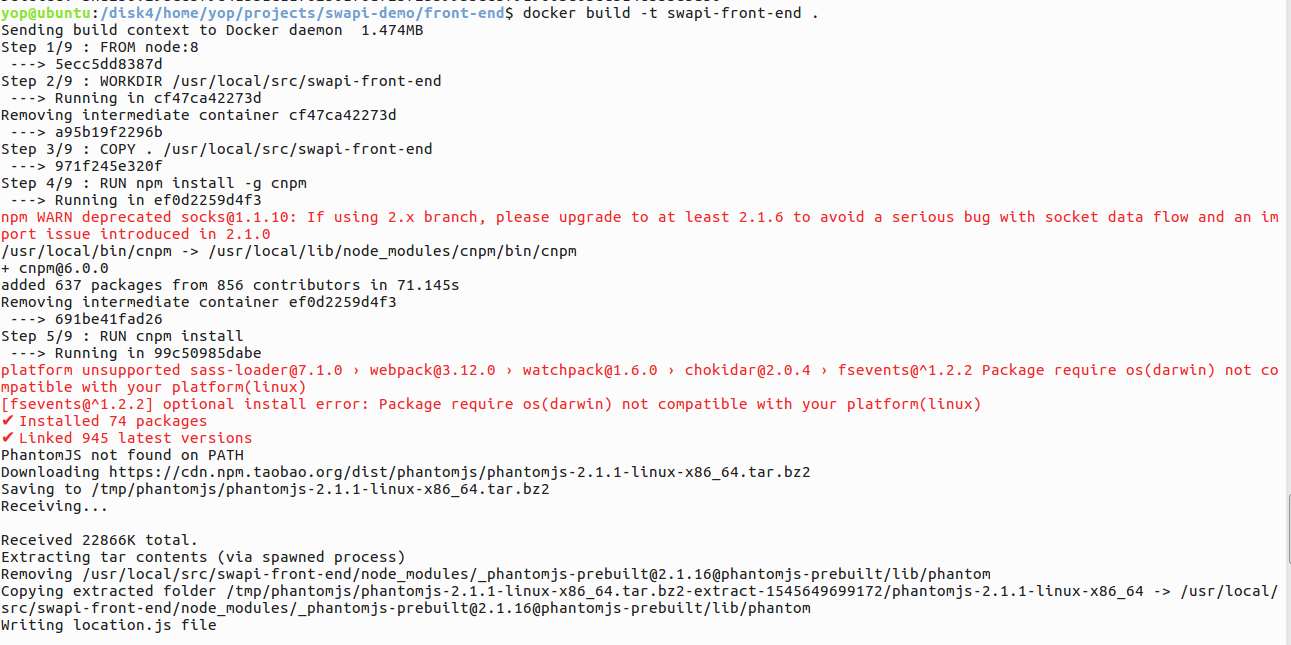 yop@ubuntu:/disk4/home/yop/projects/swapi-demo/front-end$ docker build -t swapi-front-end .
Sending build context to Docker daemon  1.474MB
Step 1/9 : FROM node:8
 ---> 5ecc5dd8387d
Step 2/9 : WORKDIR /usr/local/src/swapi-front-end
 ---> Running in cf47ca42273d
Removing intermediate container cf47ca42273d
 ---> a95b19f2296b
Step 3/9 : COPY . /usr/local/src/swapi-front-end
 ---> 971f245e320f
Step 4/9 : RUN npm install -g cnpm
 ---> Running in ef0d2259d4f3
npm WARN deprecated socks@1.1.10: If using 2.x branch, please upgrade to at least 2.1.6 to avoid a serious bug with socket data flow and an im
port issue introduced in 2.1.0
/usr/local/bin/cnpm -> /usr/local/lib/node_modules/cnpm/bin/cnpm
+ cnpm@6.0.0
added 637 packages from 856 contributors in 71.145s
Removing intermediate container ef0d2259d4f3
 ---> 691be41fad26
Step 5/9 : RUN cnpm install
 ---> Running in 99c50985dabe
platform unsupported sass-loader@7.1.0 › webpack@3.12.0 › watchpack@1.6.0 › chokidar@2.0.4 › fsevents@^1.2.2 Package require os(darwin) not co
mpatible with your platform(linux)
[fsevents@^1.2.2] optional install error: Package require os(darwin) not compatible with your platform(linux)
✔ Installed 74 packages
✔ Linked 945 latest versions
PhantomJS not found on PATH
Downloading https://cdn.npm.taobao.org/dist/phantomjs/phantomjs-2.1.1-linux-x86_64.tar.bz2
Saving to /tmp/phantomjs/phantomjs-2.1.1-linux-x86_64.tar.bz2
Receiving...
Received 22866K total.
Extracting tar contents (via spawned process)
Removing /usr/local/src/swapi-front-end/node_modules/_phantomjs-prebuilt@2.1.16@phantomjs-prebuilt/lib/phantom
Copying extracted folder /tmp/phantomjs/phantomjs-2.1.1-linux-x86_64.tar.bz2-extract-1545649699172/phantomjs-2.1.1-linux-x86_64 -> /usr/local/
src/swapi-front-end/node_modules/_phantomjs-prebuilt@2.1.16@phantomjs-prebuilt/lib/phantom
Writing location.js file